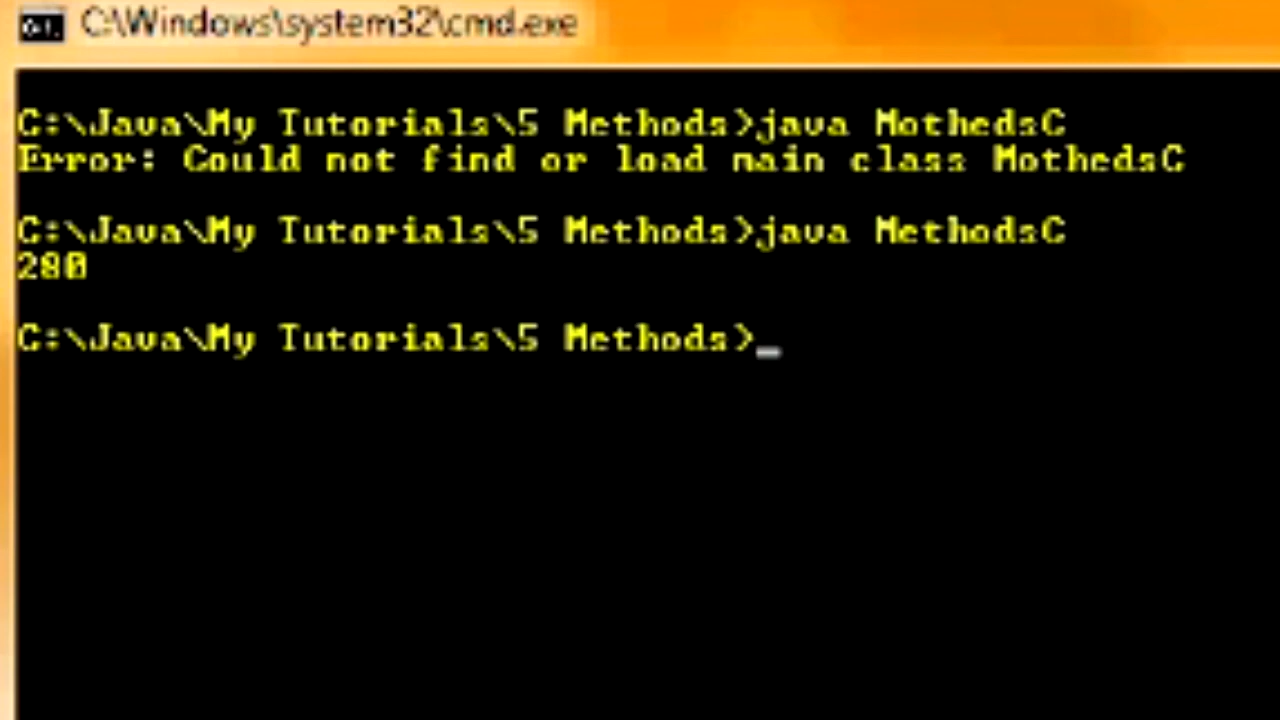 C:\Windows\system32\cmd.exe
C:\Java\My Tutorials\5 Methods>java MothedsC
Error: Could not find or load main class MothedsC
C:\Java\My Tutorials\5 Methods>java MethodsC
280
C:\Java\My Tutorials\5 Methods>_